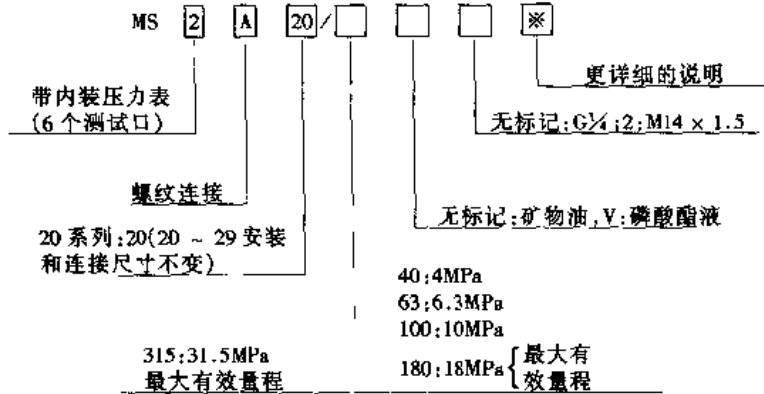 MS 2 A 20/ ※
更详细的说明
带内装压力表
(6个测试口)
无标记:G¼;2:M14×1.5
螺纹连接
无标记:矿物油,V:磷酸酯液
20系列:20(20~29安装
和连接尺寸不变)
40:4MPa
63:6.3MPa
100:10MPa
315:31.5MPa
最大有效量程
180:18MPa{最大有
效量程